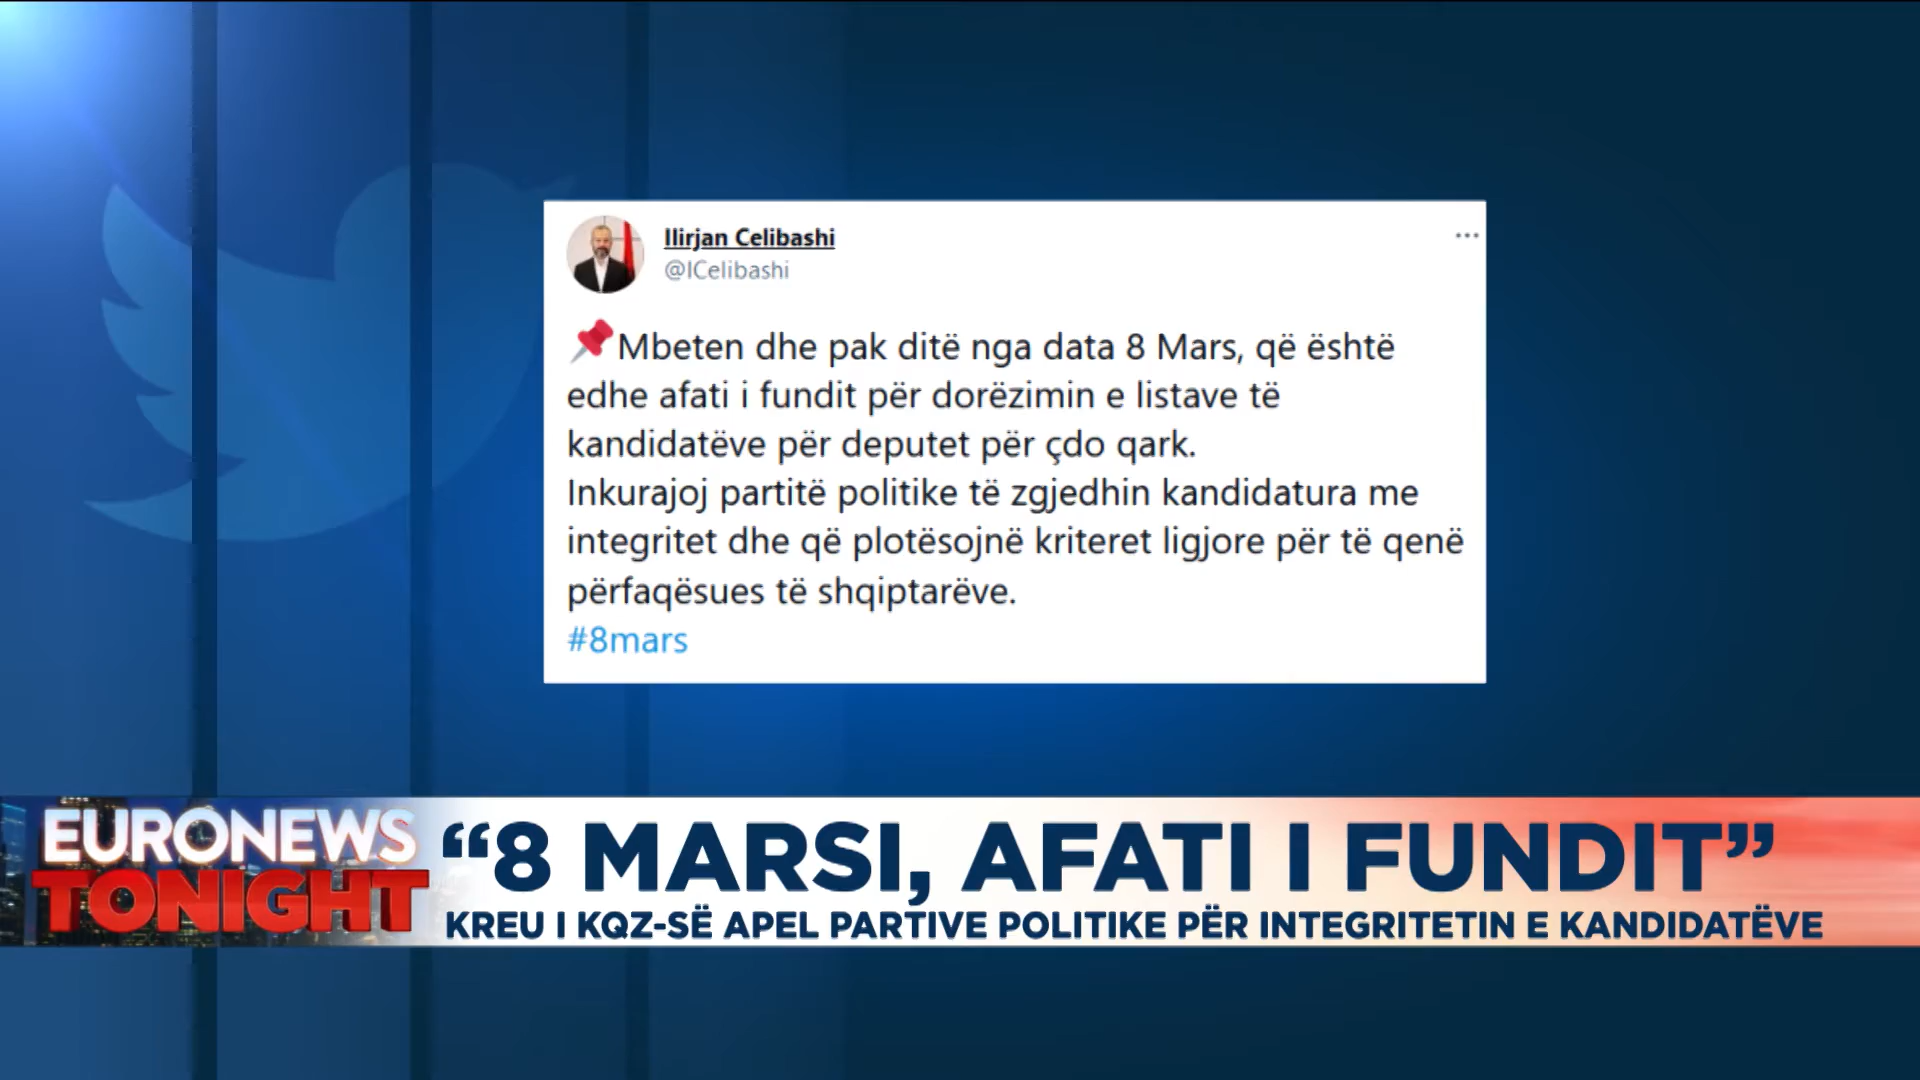 Ilirjan Celibashi
@ICelibashi
Mbeten dhe pak ditë nga data 8 Mars, që është
edhe afati i fundit për dorëzimin e listave të
kandidatëve për deputet për çdo qark.
Inkurajoj partitë politike të zgjedhin kandidatura me
integritet dhe që plotësojnë kriteret ligjore për të qenë
përfaqësues të shqiptarëve.
#8mars
EURONEWS
TONIGHT
“8 MARSI, AFATI I FUNDIT”
KREU I KQZ-SË APEL PARTIVE POLITIKE PËR INTEGRITETIN E KANDIDATËVE